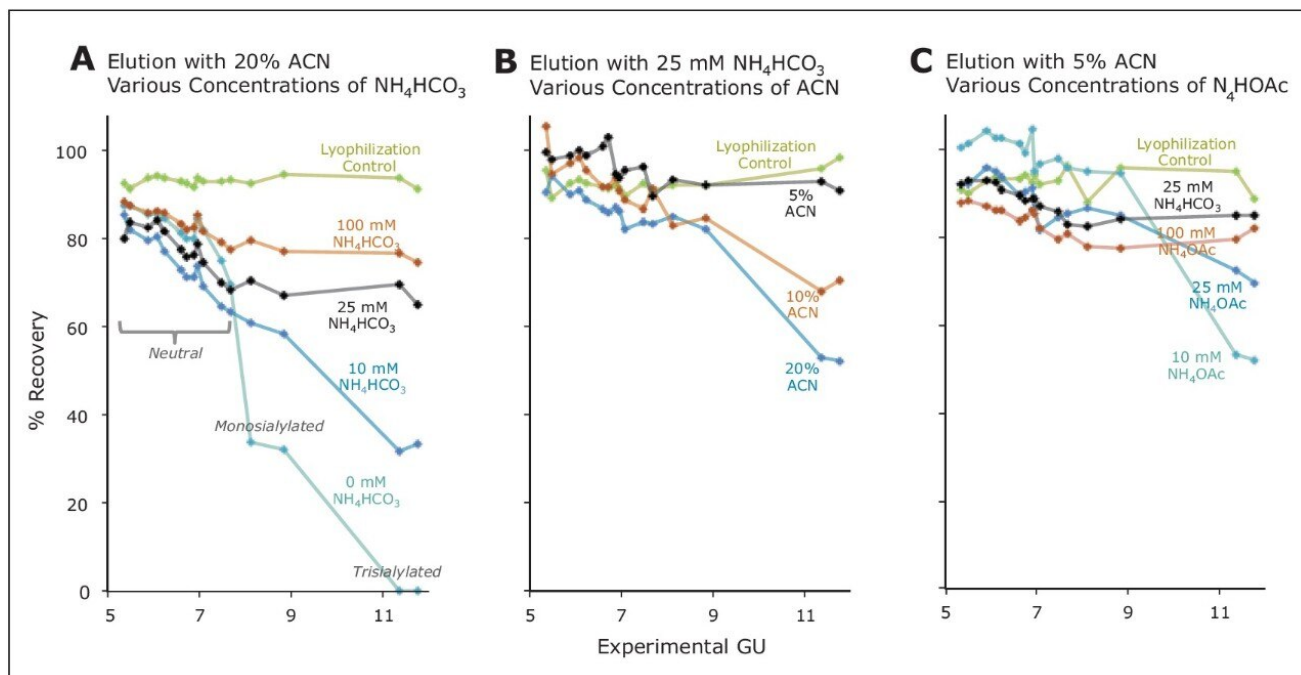 A Elution with 20% ACN
Various Concentrations of NH₄HCO₃
B Elution with 25 mM NH₄HCO₃
Various Concentrations of ACN
C Elution with 5% ACN
Various Concentrations of N₄HOAc
% Recovery
100
80
60
40
20
0
5
7
9
11
Lyophilization
Control
100 mM
NH₄HCO₃
25 mM
NH₄HCO₃
Neutral
10 mM
NH₄HCO₃
Monosialylated
0 mM
NH₄HCO₃
Trisialylated
Lyophilization
Control
5%
ACN
10%
ACN
20%
ACN
5
7
9
11
Lyophilization
Control
25 mM
NH₄HCO₃
100 mM
NH₄OAc
25 mM
NH₄OAc
10 mM
NH₄OAc
5
7
9
11
Experimental GU